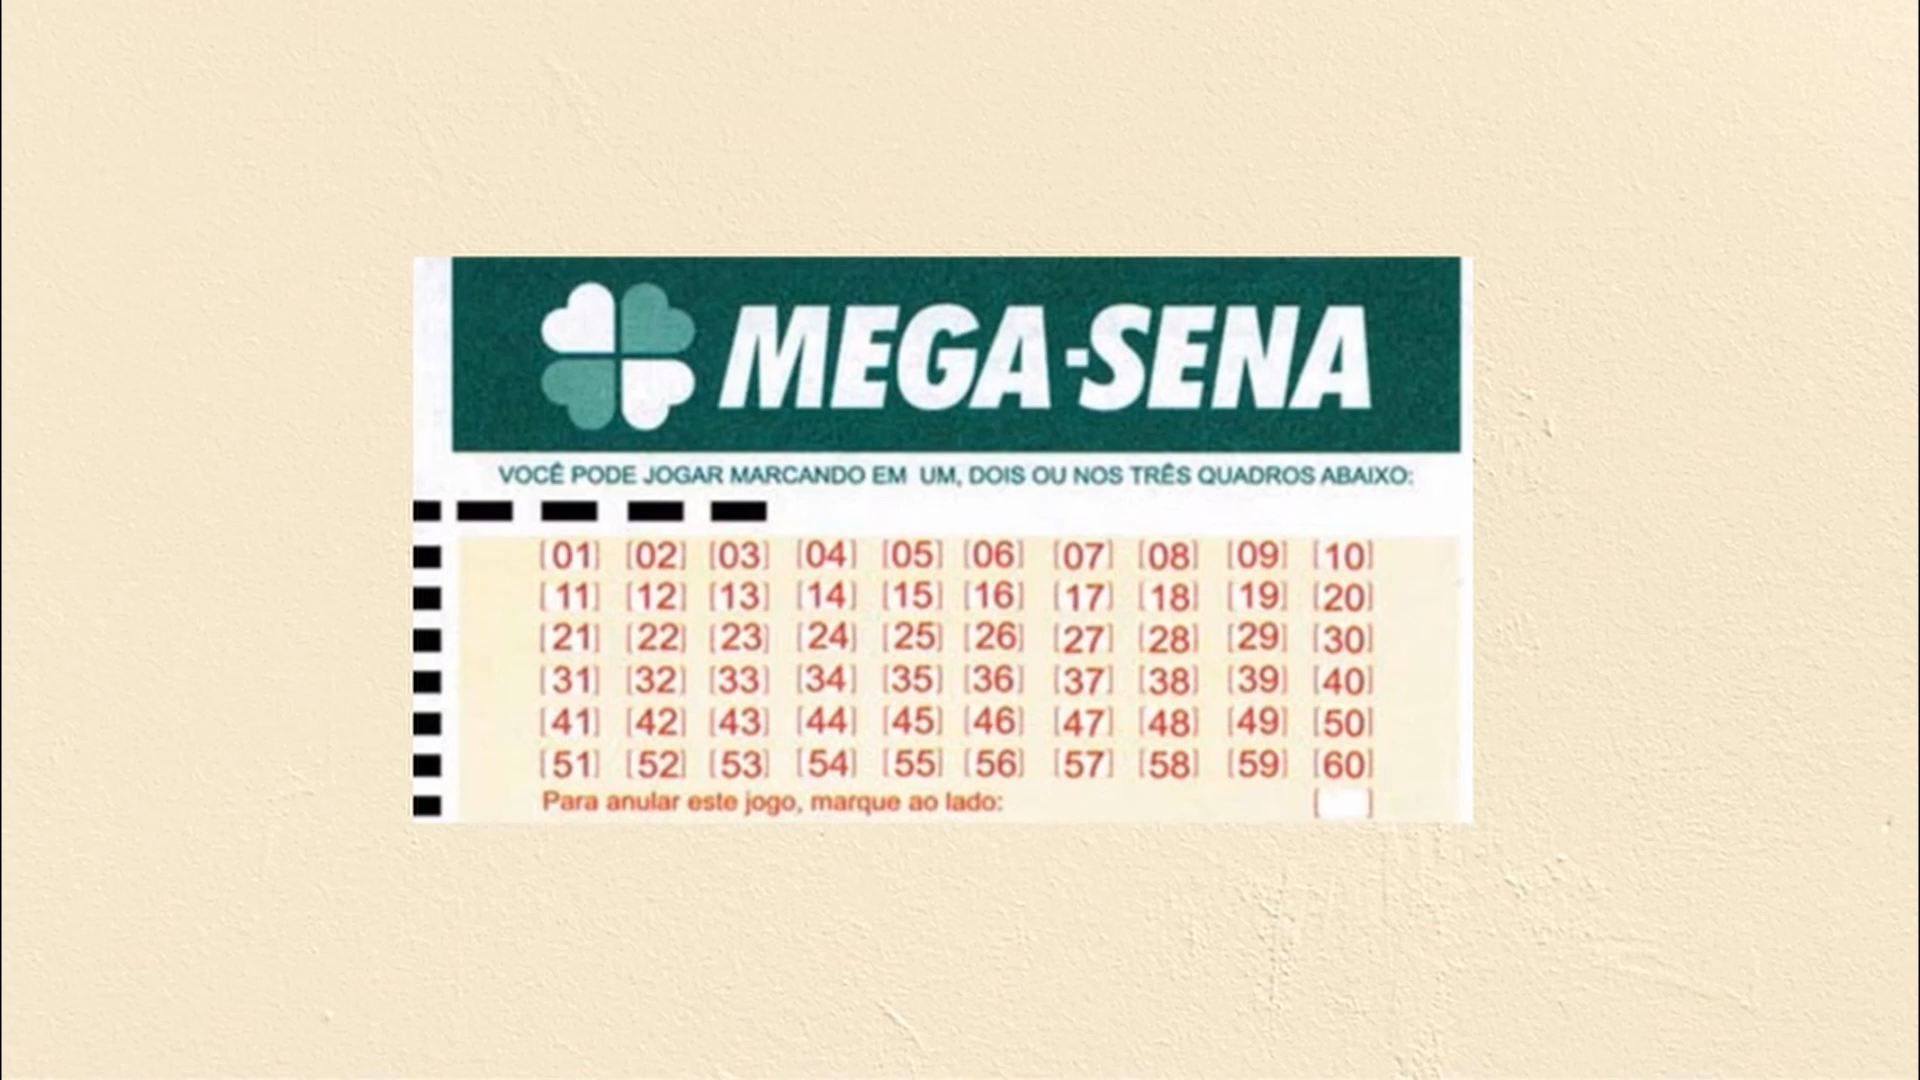 MEGA-SENA
VOCÊ PODE JOGAR MARCANDO EM UM, DOIS OU NOS TRÊS QUADROS ABAIXO:
[01] [02] [03] [04] [05] [06] [07] [08] [09] [10]
[11] [12] [13] [14] [15] [16] [17] [18] [19] [20]
[21] [22] [23] [24] [25] [26] [27] [28] [29] [30]
[31] [32] [33] [34] [35] [36] [37] [38] [39] [40]
[41] [42] [43] [44] [45] [46] [47] [48] [49] [50]
[51] [52] [53] [54] [55] [56] [57] [58] [59] [60]
Para anular este jogo, marque ao lado: [ ]